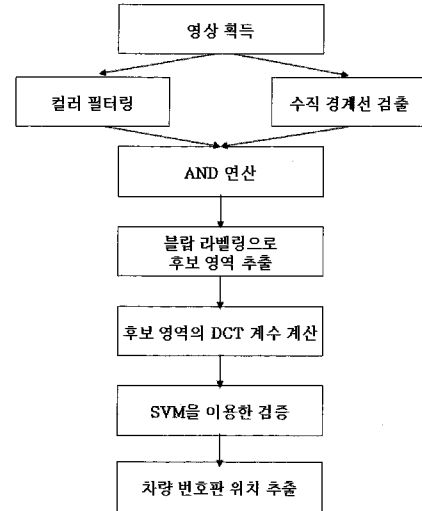 영상 획득
컬러 필터링
수직 경계선 검출
AND 연산
블랍 라벨링으로
후보 영역 추출
후보 영역의 DCT 계수 계산
SVM을 이용한 검증
차량 번호판 위치 추출